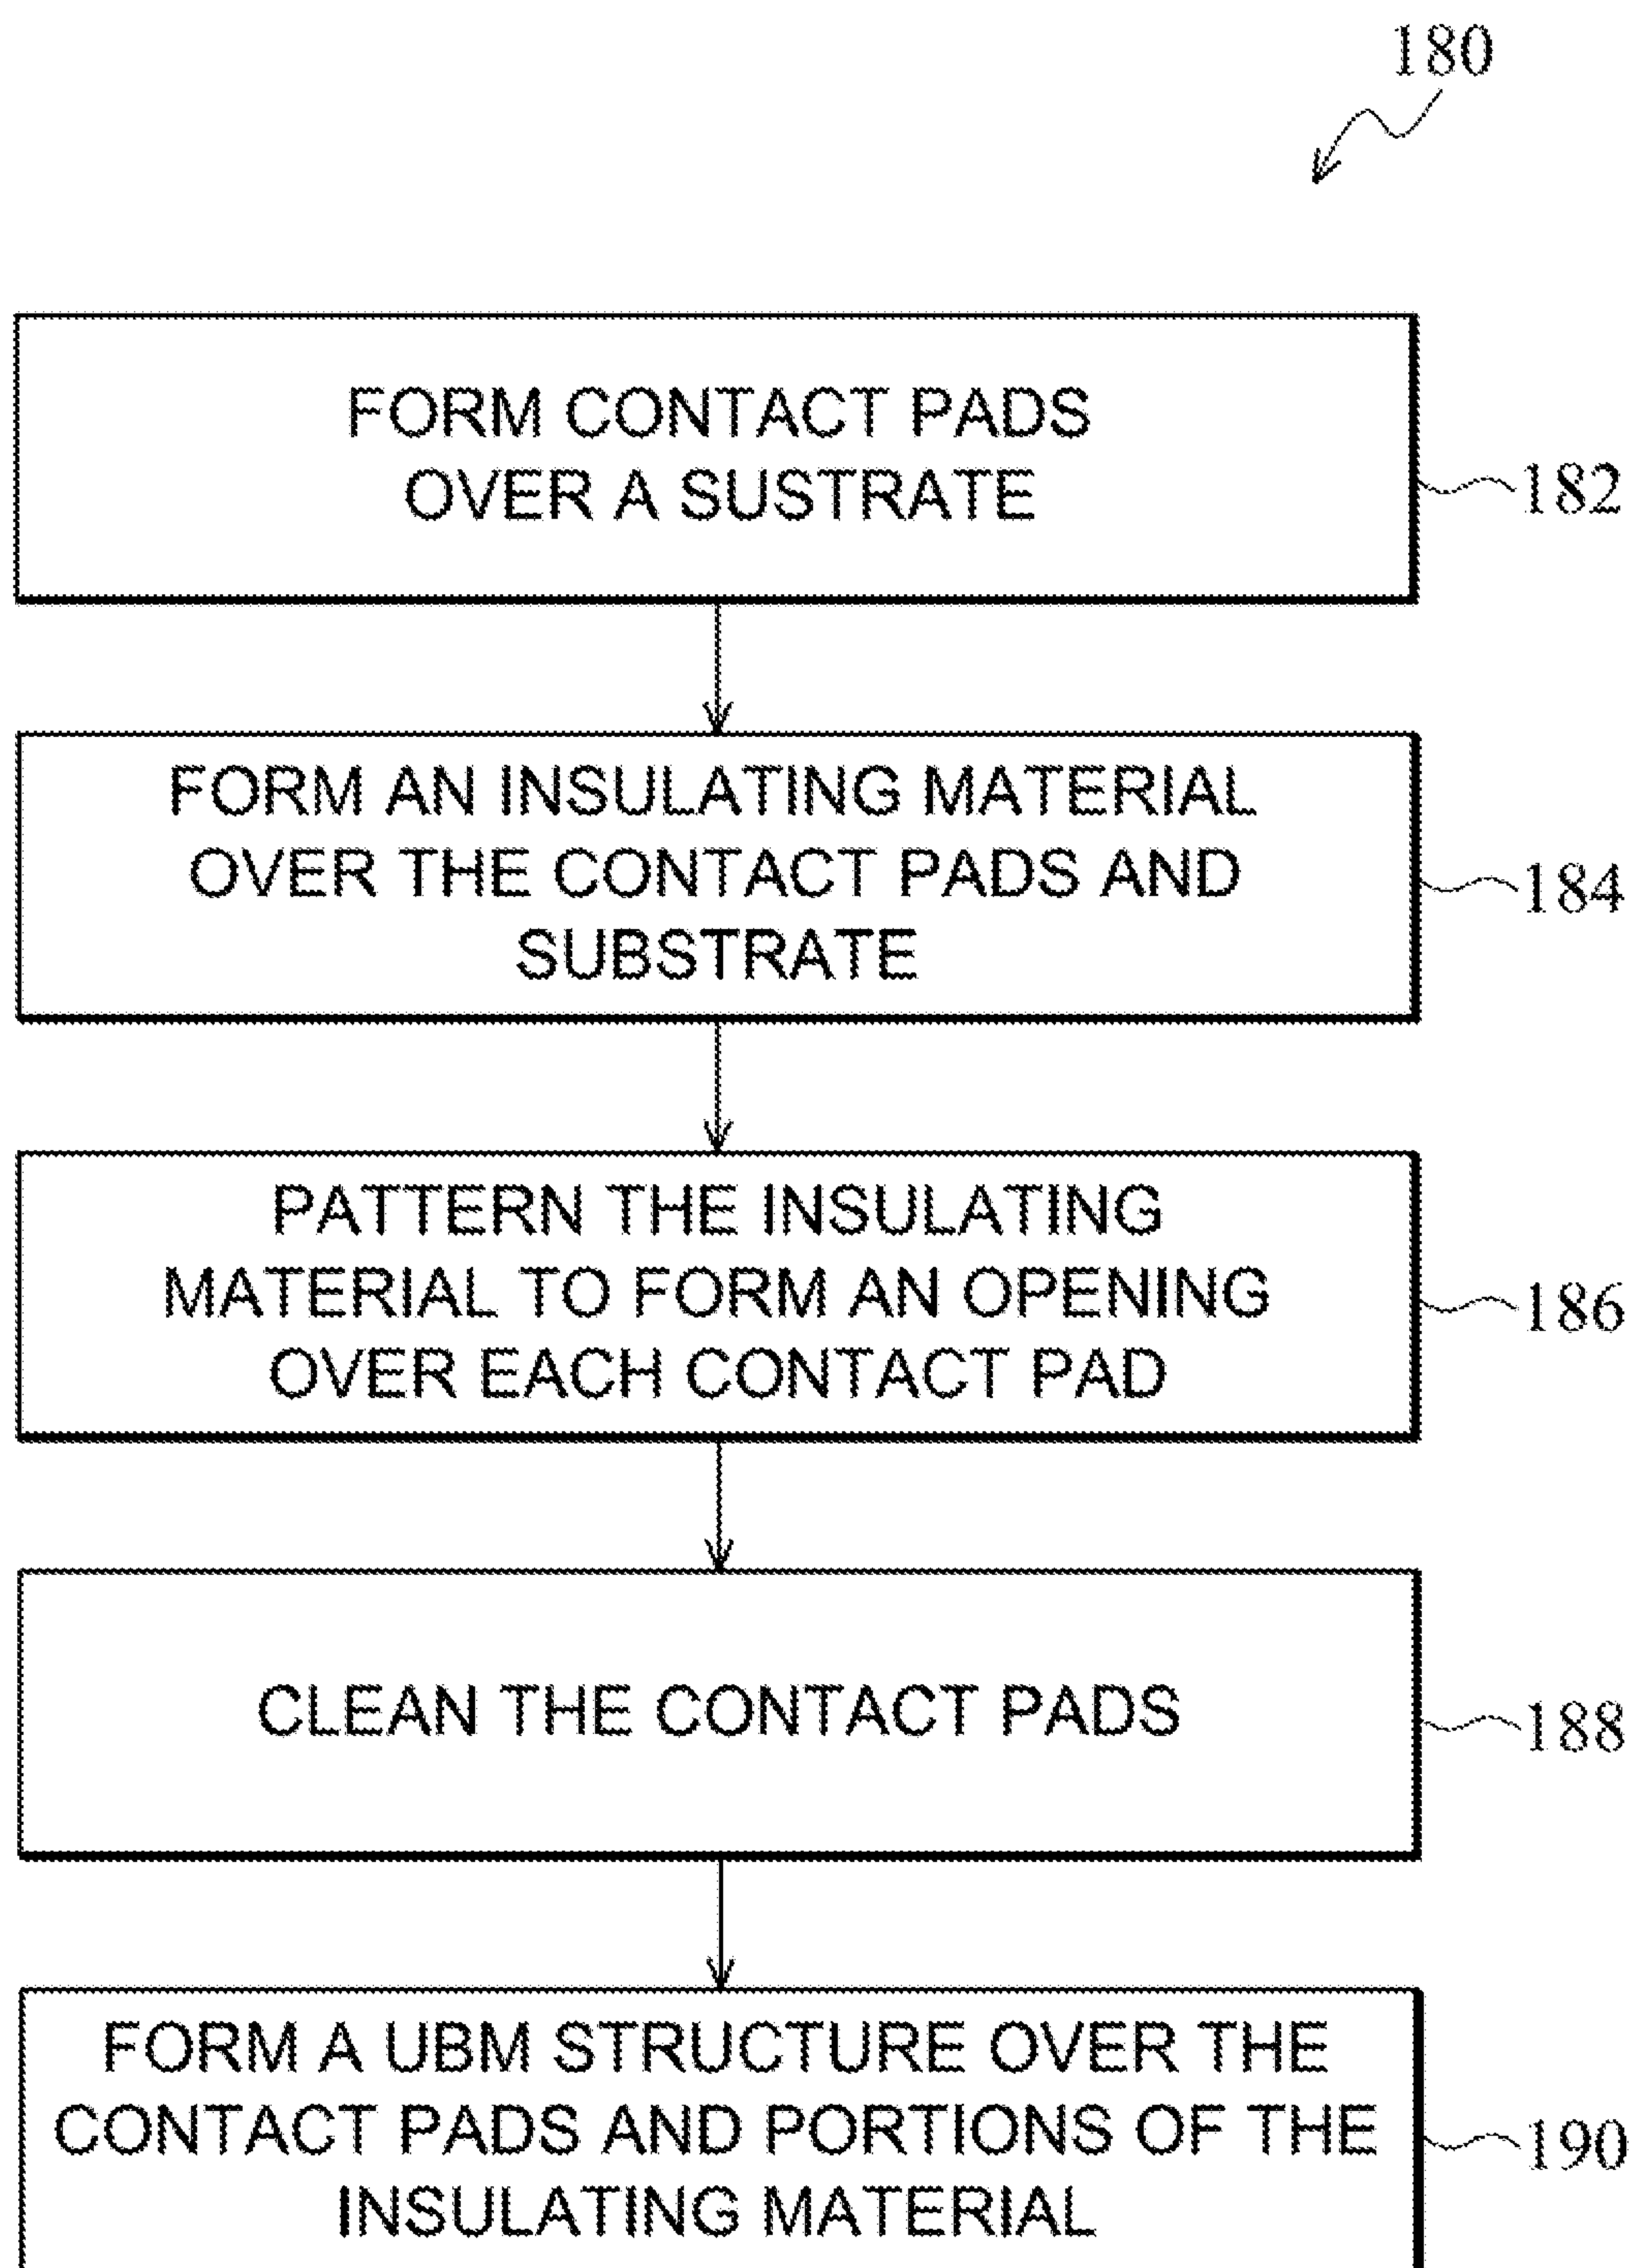 180
FORM CONTACT PADS
OVER A SUSTRATE
182
FORM AN INSULATING MATERIAL
OVER THE CONTACT PADS AND
SUBSTRATE
184
PATTERN THE INSULATING
MATERIAL TO FORM AN OPENING
OVER EACH CONTACT PAD
186
CLEAN THE CONTACT PADS
188
FORM A UBM STRUCTURE OVER THE
CONTACT PADS AND PORTIONS OF THE
INSULATING MATERIAL
190